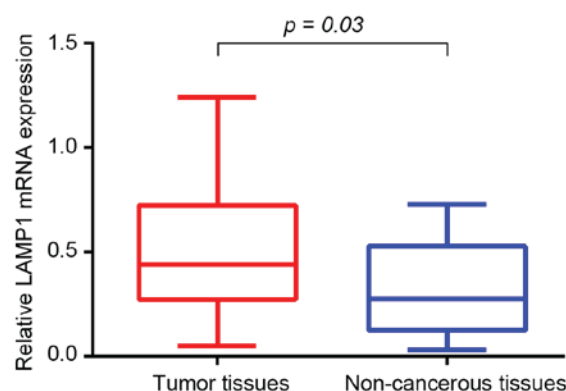 p = 0.03
Relative LAMP1 mRNA expression
1.5
1.0
0.5
0.0
Tumor tissues
Non-cancerous tissues